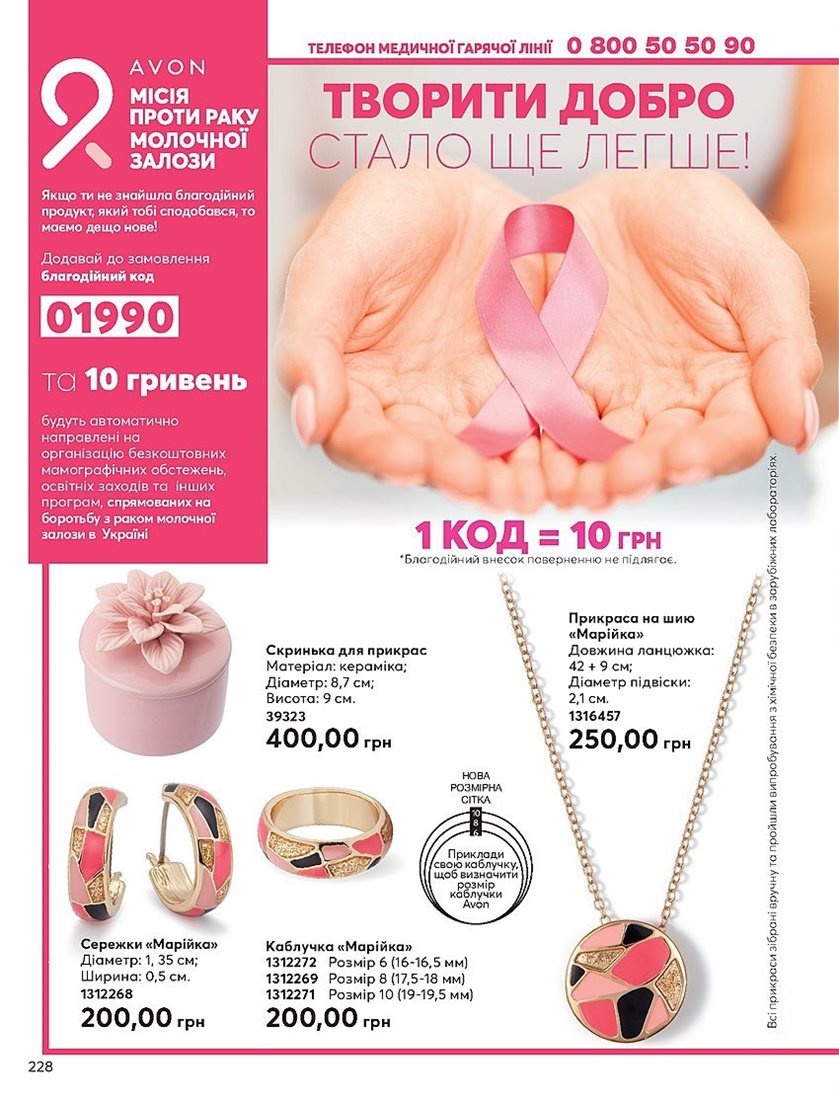 ТЕЛЕФОН МЕДИЧНОЇ ГАРЯЧОЇ ЛІНІЇ 0 800 50 50 90
AVON
МІСІЯ
ПРОТИ РАКУ
МОЛОЧНОЇ
ЗАЛОЗИ
Якщо ти не знайшла благодійний
продукт, який тобі сподобався, то
маємо дещо нове!
Додавай до замовлення
благодійний код
01990
та 10 гривень
будуть автоматично
направлені на
організацію безкоштовних
мамографічних обстежень,
освітніх заходів та інших
програм, спрямованих на
боротьбу з раком молочної
залози в Україні
ТВОРИТИ ДОБРО
СТАЛО ЩЕ ЛЕГШЕ!
1 КОД = 10 ГРН
*Благодійний внесок поверненню не підлягає.
Скринька для прикрас
Матеріал: кераміка;
Діаметр: 8,7 см;
Висота: 9 см.
39323
400,00 грн
Прикраса на шию
«Марійка»
Довжина ланцюжка:
42 + 9 см;
Діаметр підвіски:
2,1 см.
1316457
250,00 грн
НОВА
РОЗМІРНА
СІТКА
10
8
6
Приклади
свою каблучку,
щоб визначити
розмір
каблучки
Avon
Сережки «Марійка»
Діаметр: 1, 35 см;
Ширина: 0,5 см.
1312268
200,00 грн
Каблучка «Марійка»
1312272 Розмір 6 (16-16,5 мм)
1312269 Розмір 8 (17,5-18 мм)
1312271 Розмір 10 (19-19,5 мм)
200,00 грн
Всі прикраси зібрані вручну та пройшли випробування з хімічної безпеки в зарубіжних лабораторіях.
228